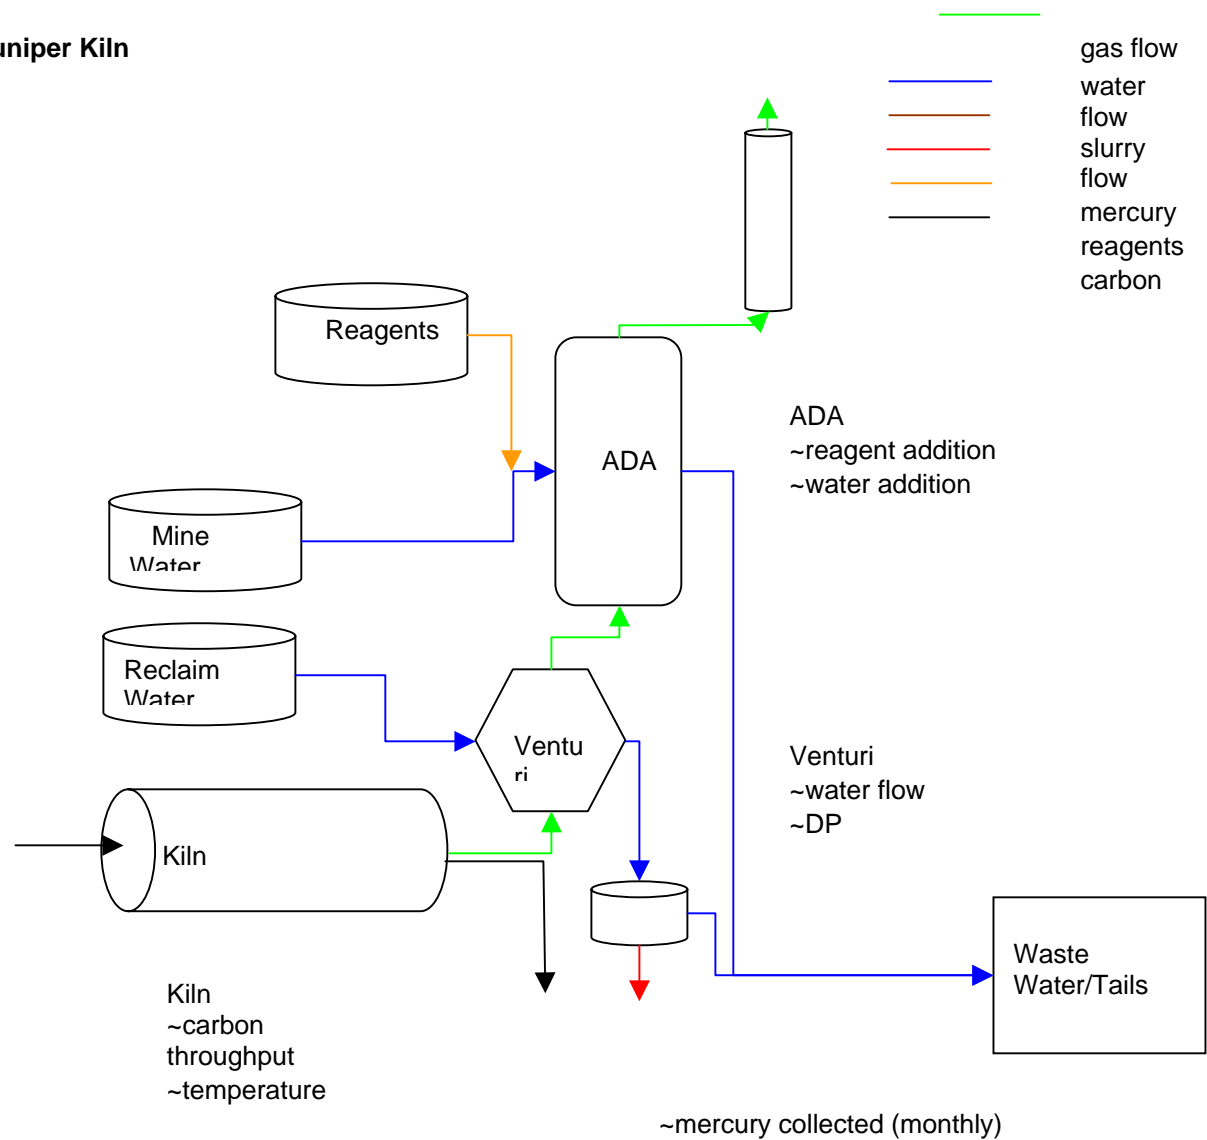 uniper Kiln
gas flow
water
flow
slurry
flow
mercury
reagents
carbon
Reagents
ADA
ADA
~reagent addition
~water addition
Mine
Water
Reclaim
Water
Ventu
ri
Venturi
~water flow
~DP
Kiln
Waste
Water/Tails
Kiln
~carbon
throughput
~temperature
~mercury collected (monthly)